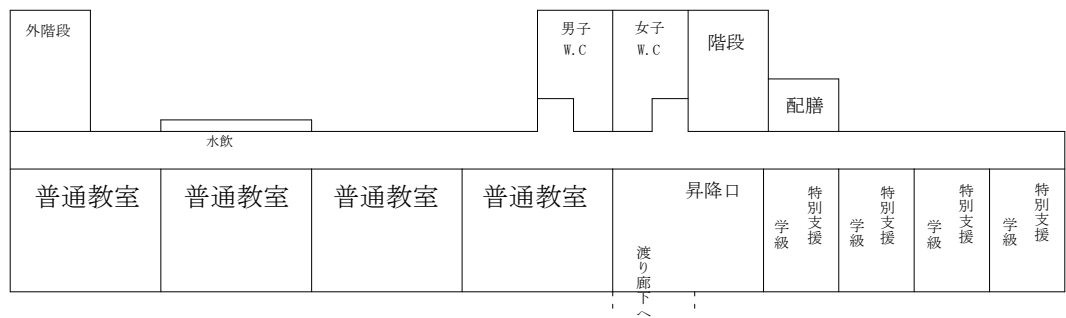 外階段
男子
W.C
女子
W.C
階段
配膳
水飲
普通教室
普通教室
普通教室
普通教室
昇降口
渡り廊下へ
特別支援
学級
特別支援
学級
特別支援
学級
特別支援
学級